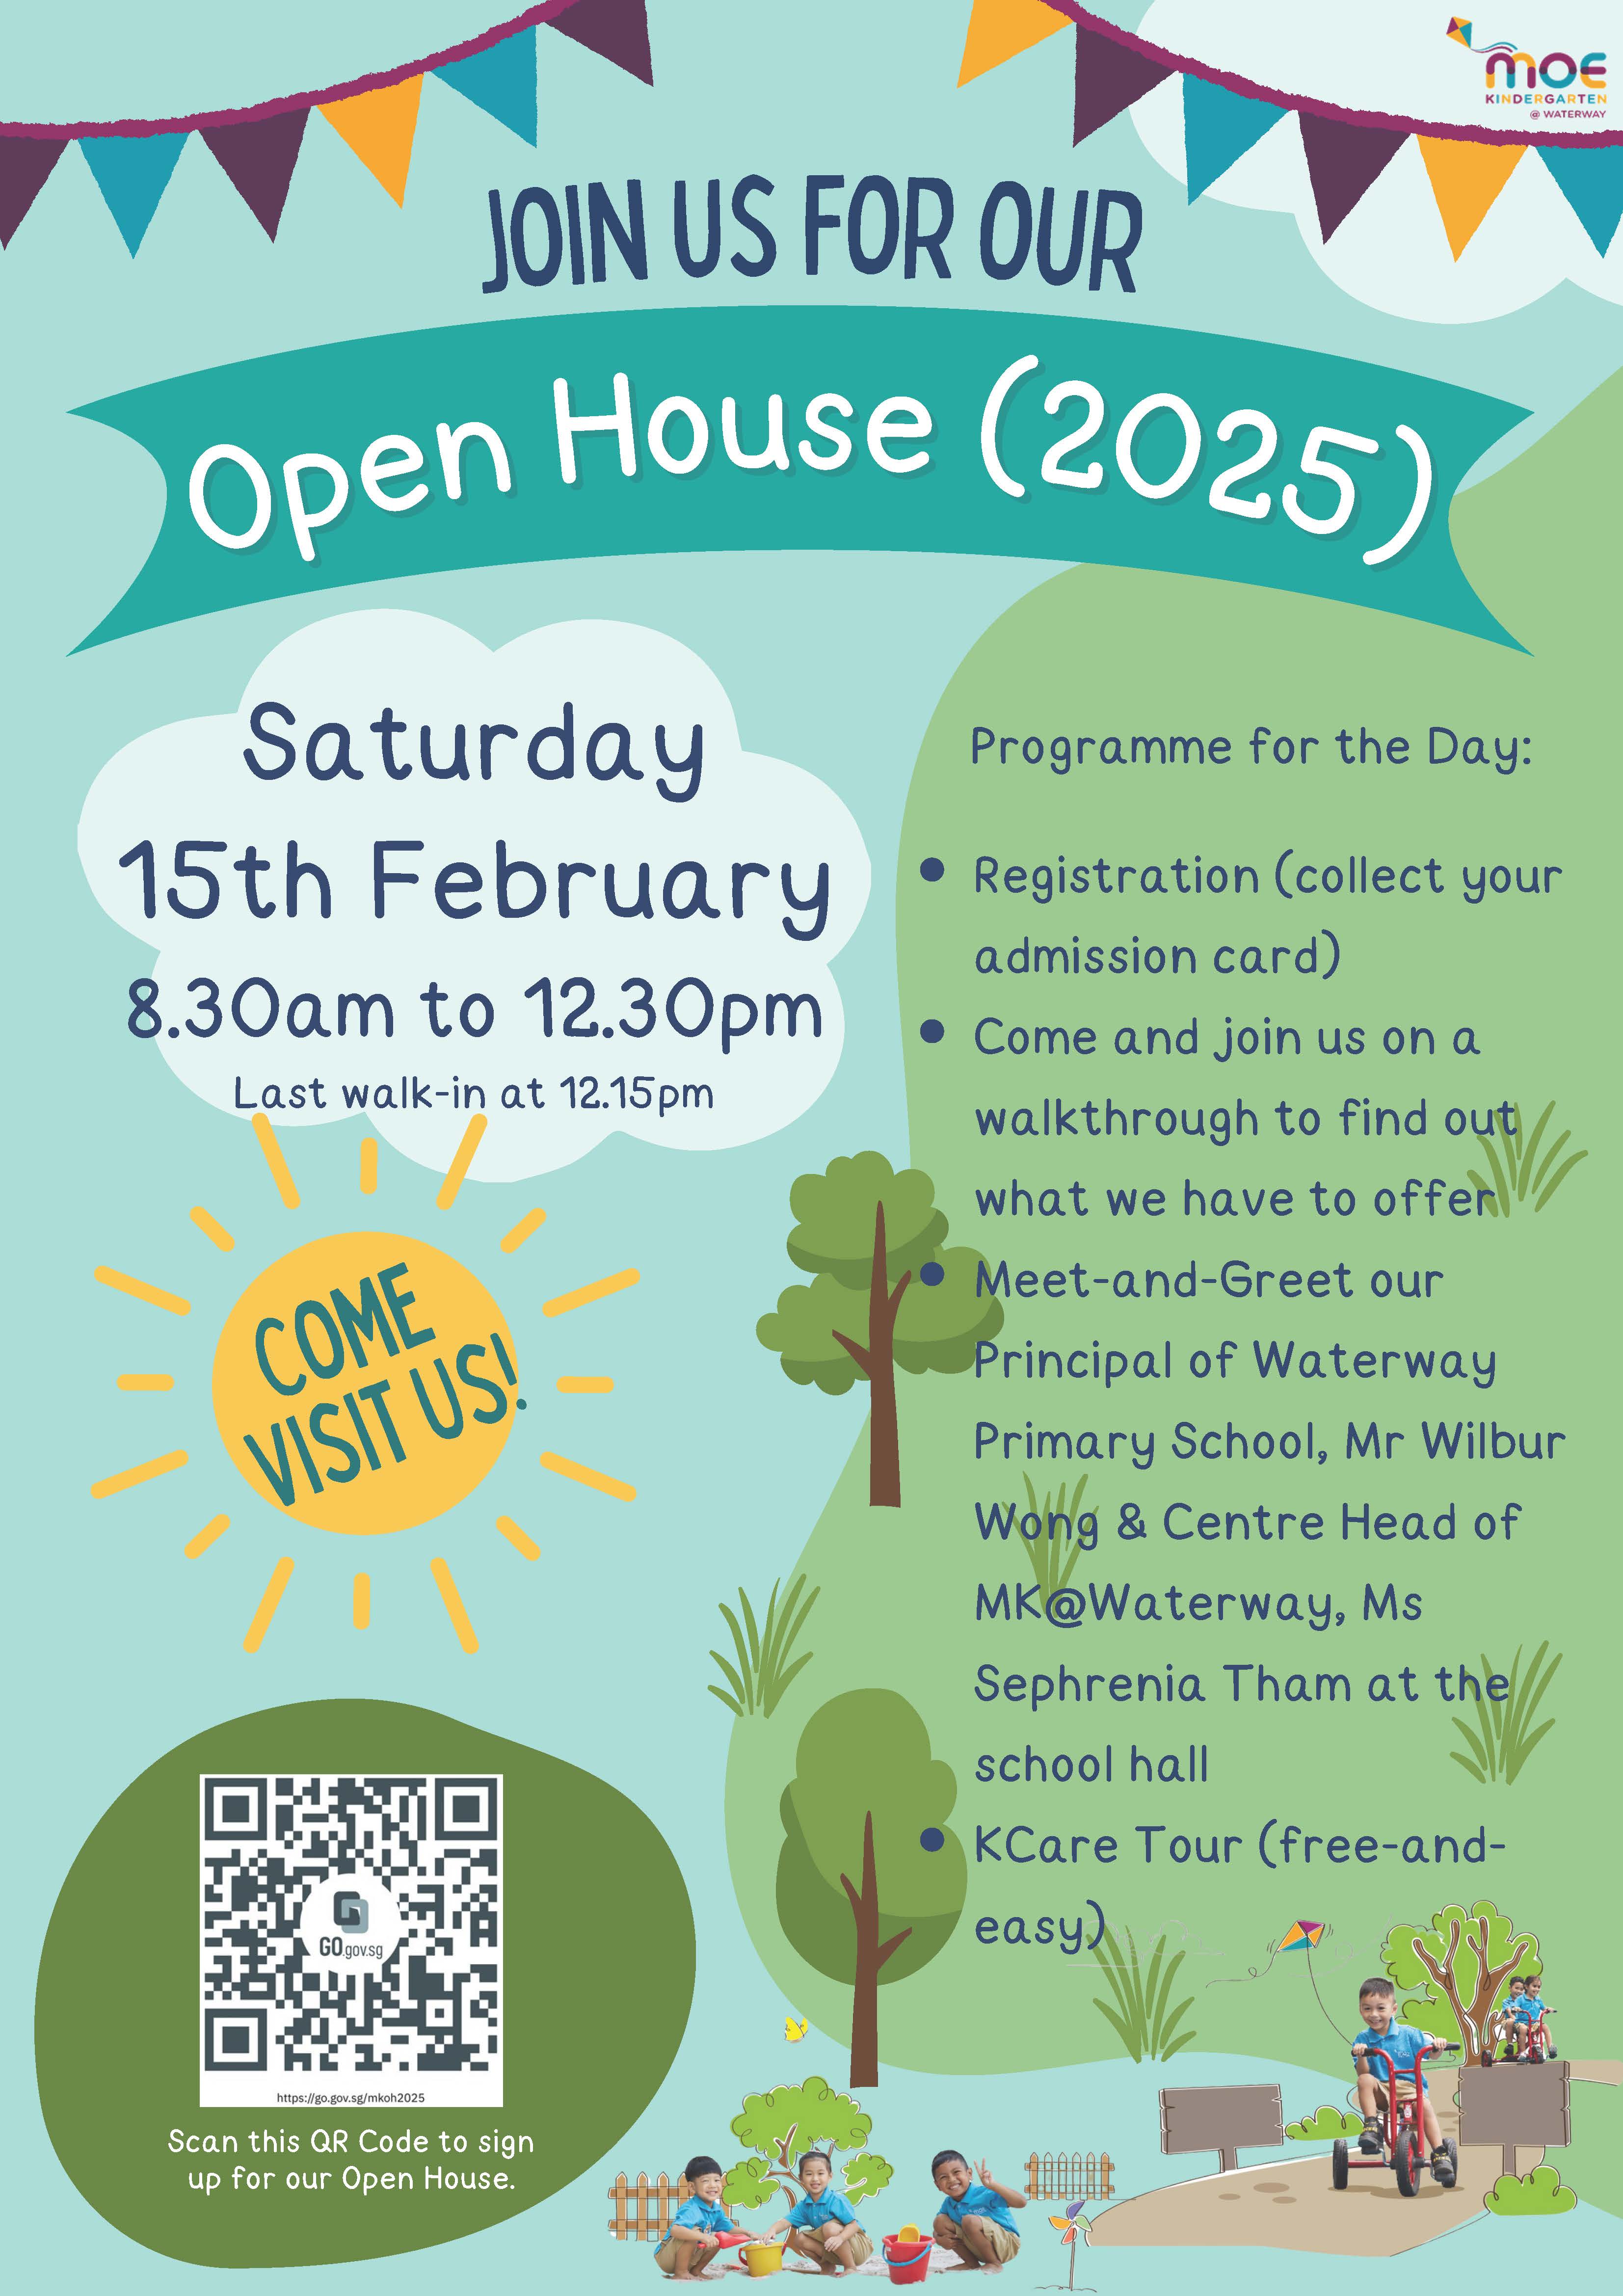 moe
KINDERGARTEN
@ WATERWAY
JOIN US FOR OUR
Open House (2025)
Saturday
15th February
8.30am to 12.30pm
Last walk-in at 12.15pm
COME
VISIT US!
Programme for the Day:
• Registration (collect your
admission card)
• Come and join us on a
walkthrough to find out
what we have to offer
• Meet-and-Greet our
Principal of Waterway
Primary School, Mr Wilbur
Wong & Centre Head of
MK@Waterway, Ms
Sephrenia Tham at the
school hall
• KCare Tour (free-and-
easy)
GO.gov.sg
https://go.gov.sg/mkoh2025
Scan this QR Code to sign
up for our Open House.